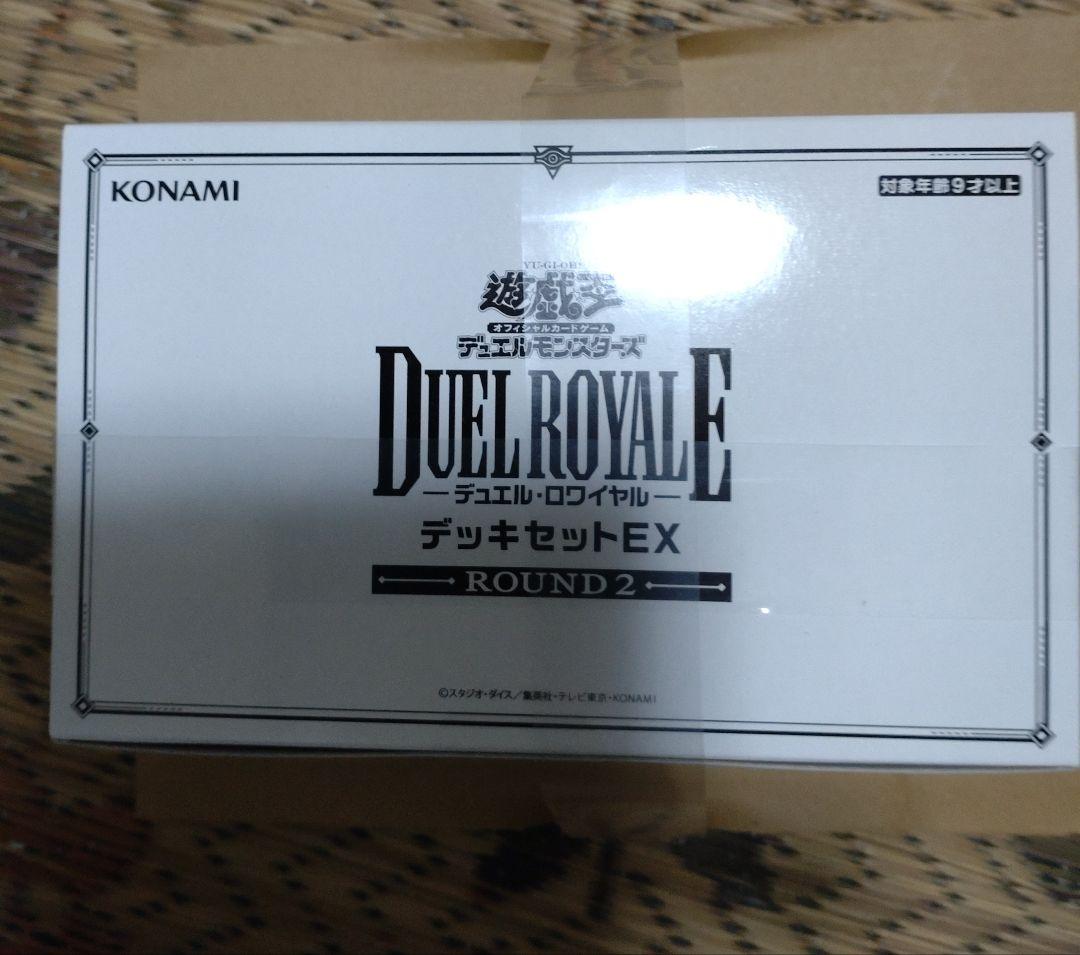 KONAMI
対象年齢9才以上
YU-GI-OH!
遊戯王
オフィシャルカードゲーム
デュエルモンスターズ
DUEL ROYALE
―デュエル・ロワイヤル―
デッキセットEX
ROUND 2
©スタジオ・ダイス／集英社・テレビ東京・KONAMI